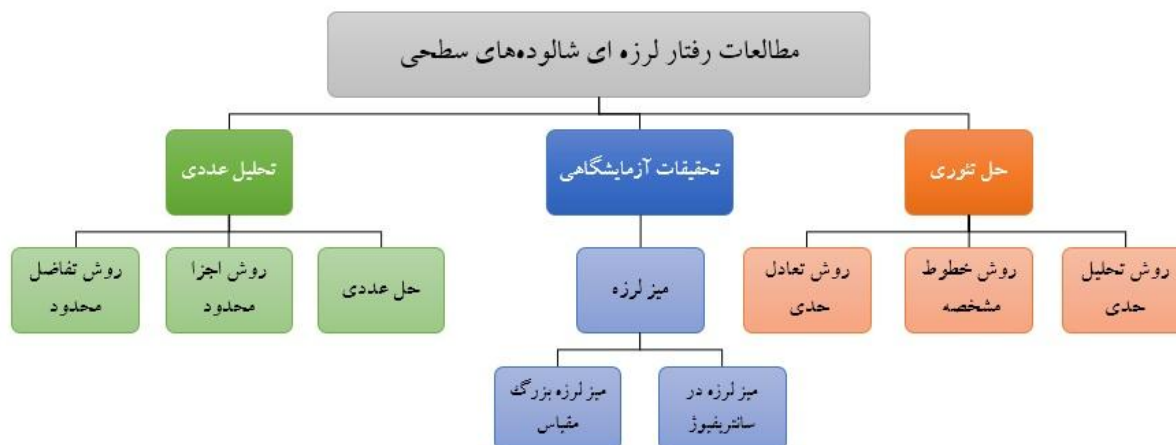 مطالعات رفتار لرزه ای شالوده‌های سطحی
حل تئوری
تحقیقات آزمایشگاهی
تحلیل عددی
روش تحلیل
حدی
روش خطوط
مشخصه
روش تعادل
حدی
میز لرزه
حل عددی
روش اجزا
محدود
روش تفاضل
محدود
میز لرزه در
سانتریفیوژ
میز لرزه بزرگ
مقیاس